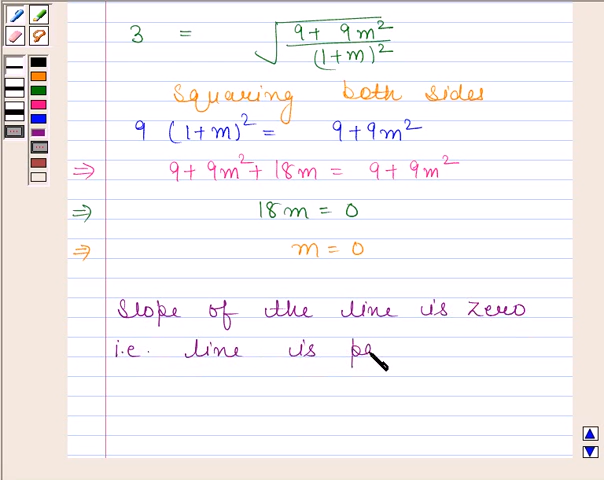 3 = √((9 + 9m²)/(1+m)²)
Squaring both sides
9 (1+m)² = 9+9m²
⇒ 9+9m²+18m = 9+9m²
⇒ 18m = 0
⇒ m = 0
Slope of the line is zero
i.e. line is pa